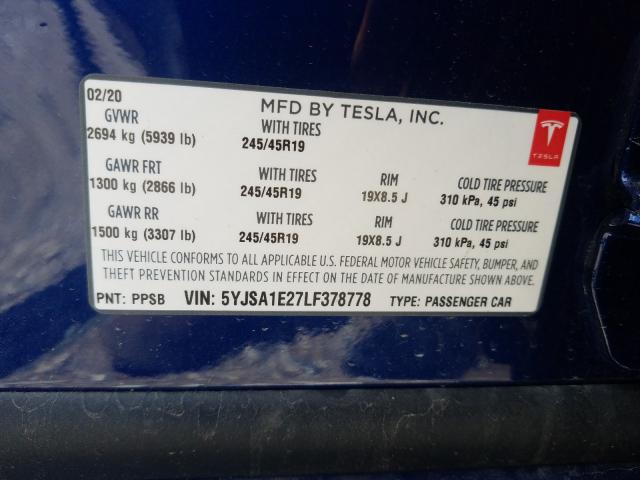 02/20
MFD BY TESLA, INC.
GVWR WITH TIRES
2694 kg (5939 lb) 245/45R19
TESLA
GAWR FRT WITH TIRES RIM COLD TIRE PRESSURE
1300 kg (2866 lb) 245/45R19 19X8.5 J 310 kPa, 45 psi
GAWR RR WITH TIRES RIM COLD TIRE PRESSURE
1500 kg (3307 lb) 245/45R19 19X8.5 J 310 kPa, 45 psi
THIS VEHICLE CONFORMS TO ALL APPLICABLE U.S. FEDERAL MOTOR VEHICLE SAFETY, BUMPER, AND
THEFT PREVENTION STANDARDS IN EFFECT ON THE DATE OF MANUFACTURE SHOWN ABOVE.
PNT: PPSB VIN: 5YJSA1E27LF378778 TYPE: PASSENGER CAR